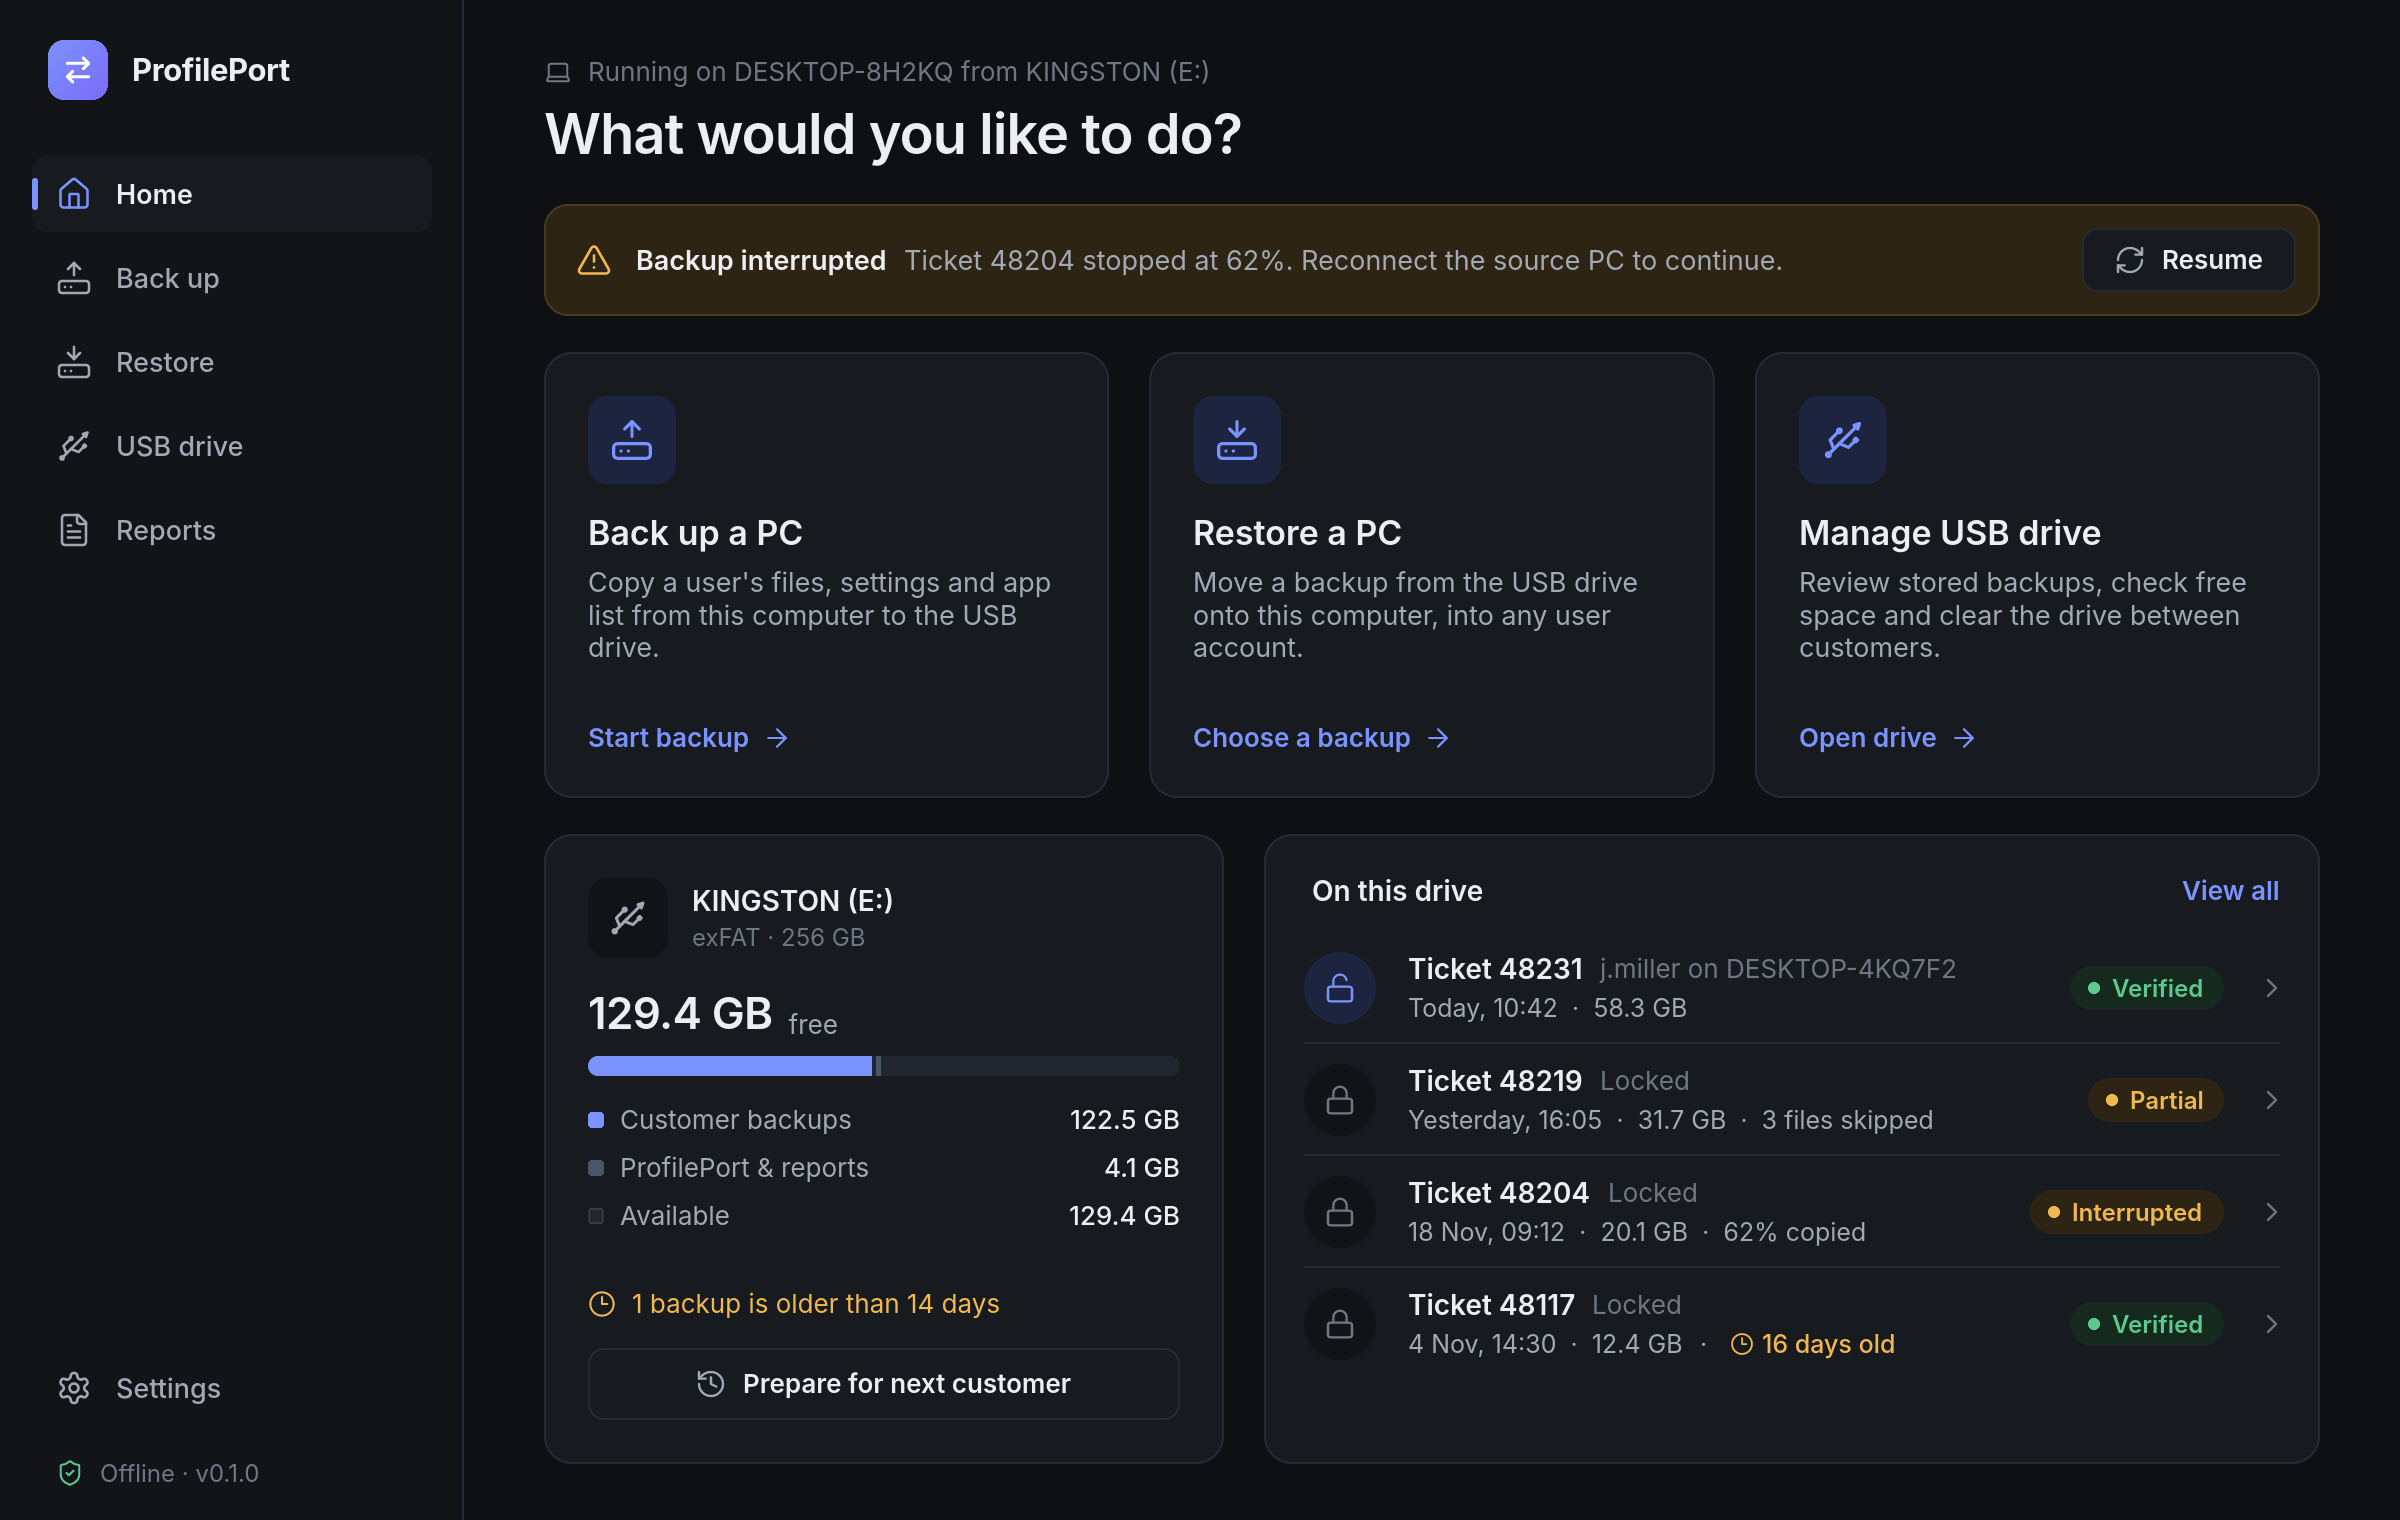 ProfilePort
Home
Back up
Restore
USB drive
Reports
Settings
Offline · v0.1.0
Running on DESKTOP-8H2KQ from KINGSTON (E:)
What would you like to do?
Backup interrupted Ticket 48204 stopped at 62%. Reconnect the source PC to continue.
Resume
Back up a PC
Copy a user's files, settings and app
list from this computer to the USB
drive.
Start backup
Restore a PC
Move a backup from the USB drive
onto this computer, into any user
account.
Choose a backup
Manage USB drive
Review stored backups, check free
space and clear the drive between
customers.
Open drive
KINGSTON (E:)
exFAT · 256 GB
129.4 GB free
Customer backups 122.5 GB
ProfilePort & reports 4.1 GB
Available 129.4 GB
1 backup is older than 14 days
Prepare for next customer
On this drive View all
Ticket 48231 j.miller on DESKTOP-4KQ7F2
Today, 10:42 · 58.3 GB
Verified
Ticket 48219 Locked
Yesterday, 16:05 · 31.7 GB · 3 files skipped
Partial
Ticket 48204 Locked
18 Nov, 09:12 · 20.1 GB · 62% copied
Interrupted
Ticket 48117 Locked
4 Nov, 14:30 · 12.4 GB · 16 days old
Verified